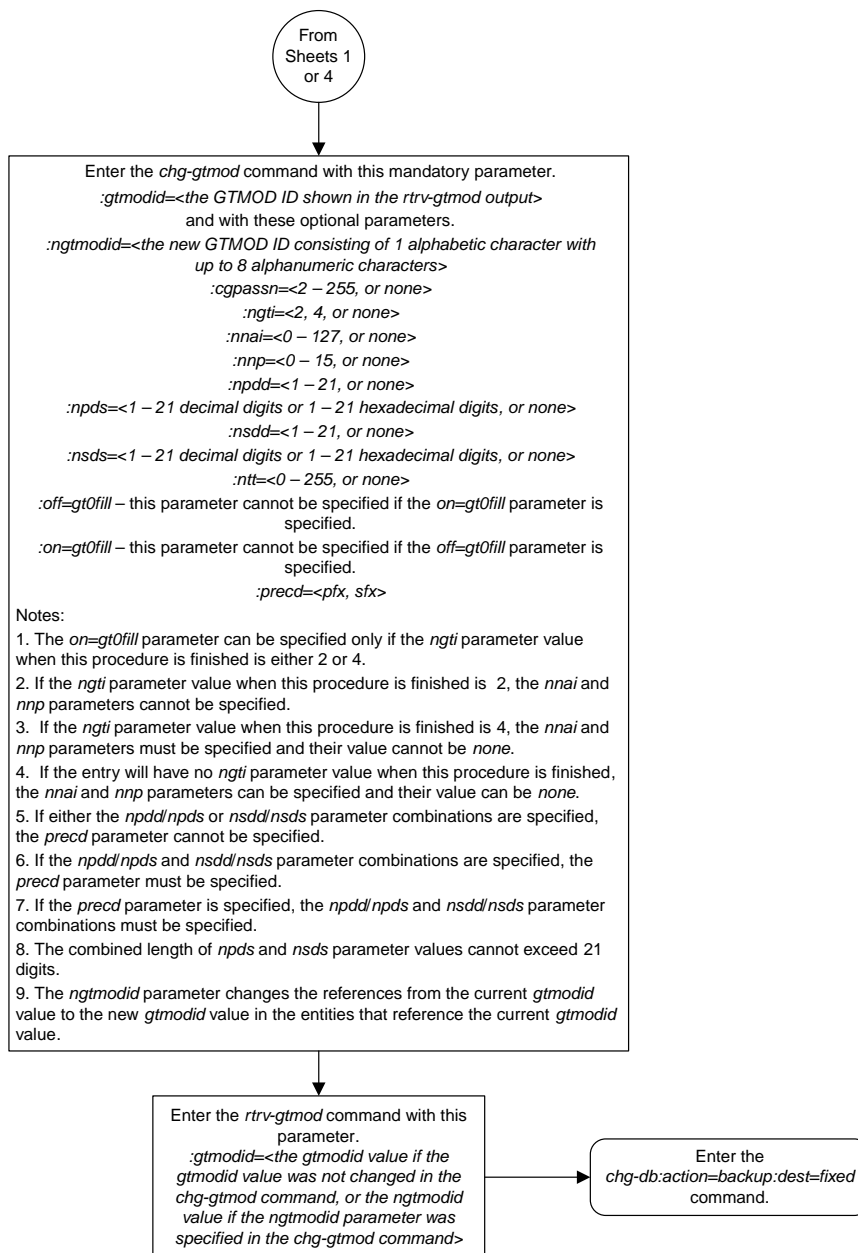 From
Sheets 1
or 4
Enter the chg-gtmod command with this mandatory parameter.
:gtmodid=<the GTMOD ID shown in the rtrv-gtmod output>
and with these optional parameters.
:ngtmodid=<the new GTMOD ID consisting of 1 alphabetic character with
up to 8 alphanumeric characters>
:cgpassn=<2 – 255, or none>
:ngti=<2, 4, or none>
:nnai=<0 – 127, or none>
:nnp=<0 – 15, or none>
:npdd=<1 – 21, or none>
:npds=<1 – 21 decimal digits or 1 – 21 hexadecimal digits, or none>
:nsdd=<1 – 21, or none>
:nsds=<1 – 21 decimal digits or 1 – 21 hexadecimal digits, or none>
:ntt=<0 – 255, or none>
:off=gt0fill – this parameter cannot be specified if the on=gt0fill parameter is
specified.
:on=gt0fill – this parameter cannot be specified if the off=gt0fill parameter is
specified.
:precd=<pfx, sfx>
Notes:
1. The on=gt0fill parameter can be specified only if the ngti parameter value
when this procedure is finished is either 2 or 4.
2. If the ngti parameter value when this procedure is finished is 2, the nnai and
nnp parameters cannot be specified.
3. If the ngti parameter value when this procedure is finished is 4, the nnai and
nnp parameters must be specified and their value cannot be none.
4. If the entry will have no ngti parameter value when this procedure is finished,
the nnai and nnp parameters can be specified and their value can be none.
5. If either the npdd/npds or nsdd/nsds parameter combinations are specified,
the precd parameter cannot be specified.
6. If the npdd/npds and nsdd/nsds parameter combinations are specified, the
precd parameter must be specified.
7. If the precd parameter is specified, the npdd/npds and nsdd/nsds parameter
combinations must be specified.
8. The combined length of npds and nsds parameter values cannot exceed 21
digits.
9. The ngtmodid parameter changes the references from the current gtmodid
value to the new gtmodid value in the entities that reference the current gtmodid
value.
Enter the rtrv-gtmod command with this
parameter.
:gtmodid=<the gtmodid value if the
gtmodid value was not changed in the
chg-gtmod command, or the ngtmodid
value if the ngtmodid parameter was
specified in the chg-gtmod command>
Enter the
chg-db:action=backup:dest=fixed
command.